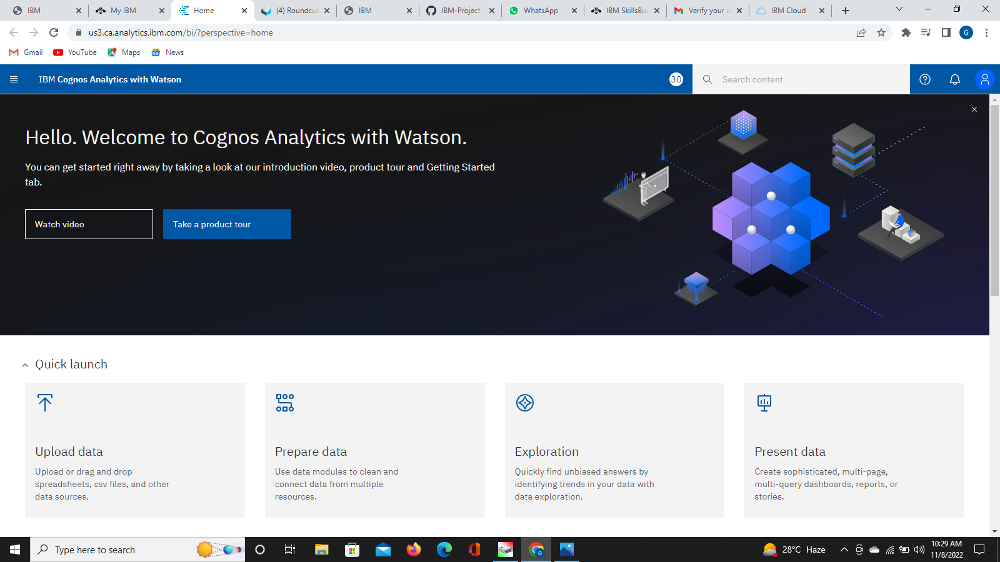 IBM
My IBM
Home
(4) Roundcub
IBM
IBM-Project-
WhatsApp
IBM SkillsBui
Verify your ic
IBM Cloud
us3.ca.analytics.ibm.com/bi/?perspective=home
G
Gmail
YouTube
Maps
News
IBM Cognos Analytics with Watson
30
Search content
Hello. Welcome to Cognos Analytics with Watson.
You can get started right away by taking a look at our introduction video, product tour and Getting Started
tab.
Watch video
Take a product tour
Quick launch
Upload data
Upload or drag and drop
spreadsheets, csv files, and other
data sources.
Prepare data
Use data modules to clean and
connect data from multiple
resources.
Exploration
Quickly find unbiased answers by
identifying trends in your data with
data exploration.
Present data
Create sophisticated, multi-page,
multi-query dashboards, reports, or
stories.
Type here to search
G
28°C Haze
10:29 AM
11/8/2022